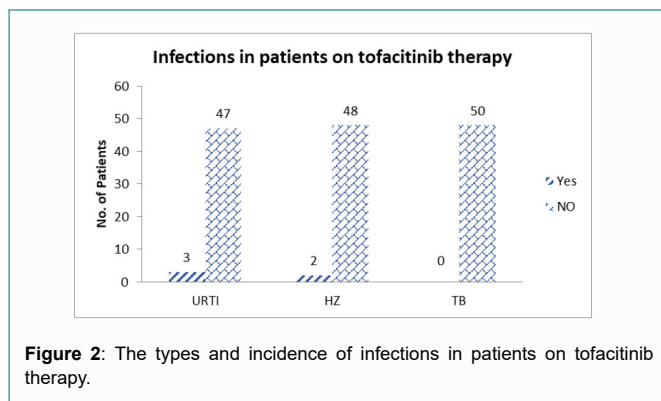 Infections in patients on tofacitinib therapy
60
50
40
30
20
10
0
No. of Patients
3
47
2
48
0
50
URTI
HZ
TB
Yes
NO
Figure 2: The types and incidence of infections in patients on tofacitinib
therapy.